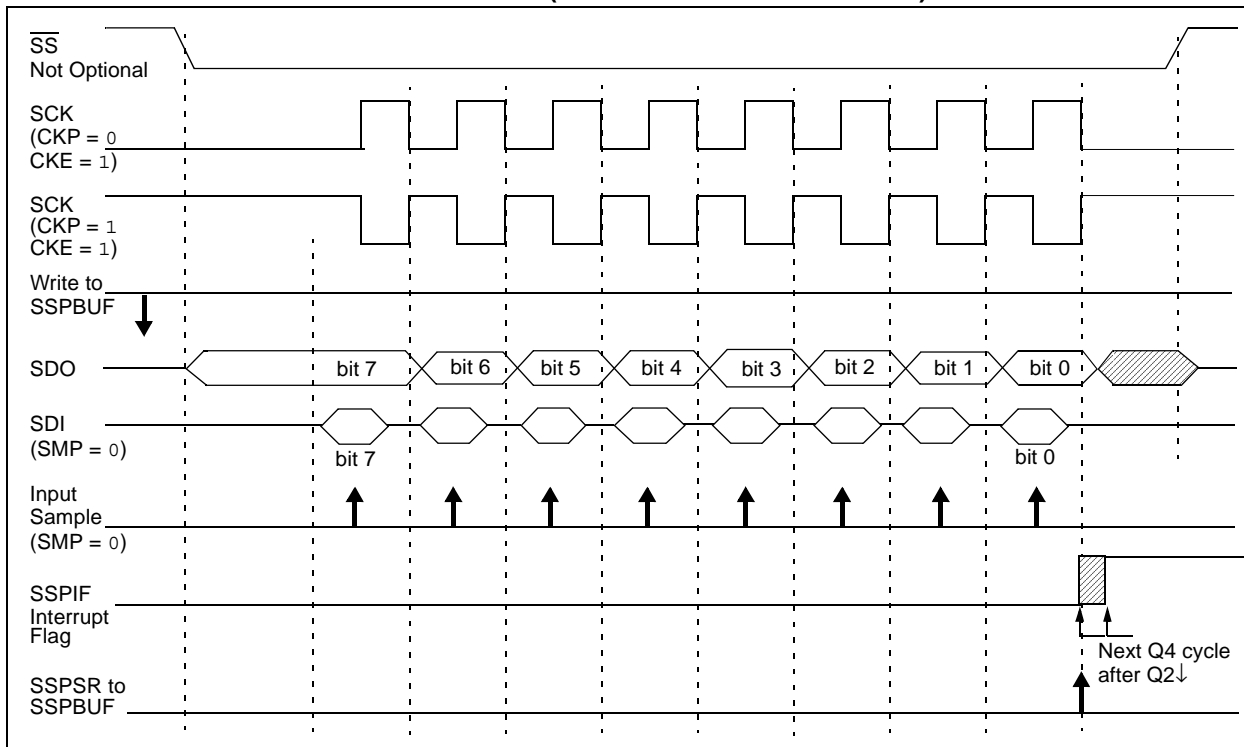 SS
Not Optional
SCK
(CKP = 0
CKE = 1)
SCK
(CKP = 1
CKE = 1)
Write to
SSPBUF
SDO
bit 7 bit 6 bit 5 bit 4 bit 3 bit 2 bit 1 bit 0
SDI
(SMP = 0)
bit 7 bit 0
Input
Sample
(SMP = 0)
SSPIF
Interrupt
Flag
Next Q4 cycle
after Q2↓
SSPSR to
SSPBUF